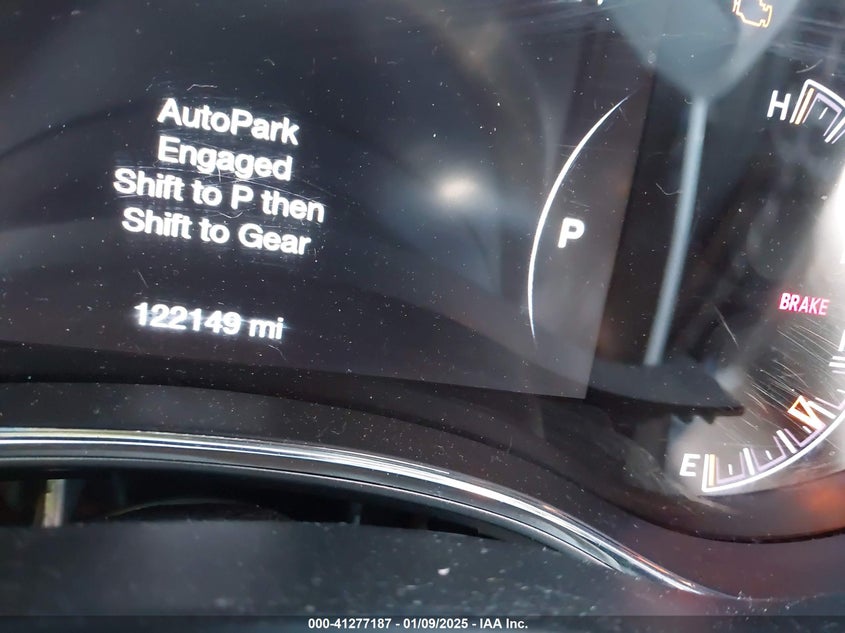 AutoPark
Engaged
Shift to P then
Shift to Gear
122149 mi
P
H
BRAKE
E
000-41277187 - 01/09/2025 - IAA Inc.